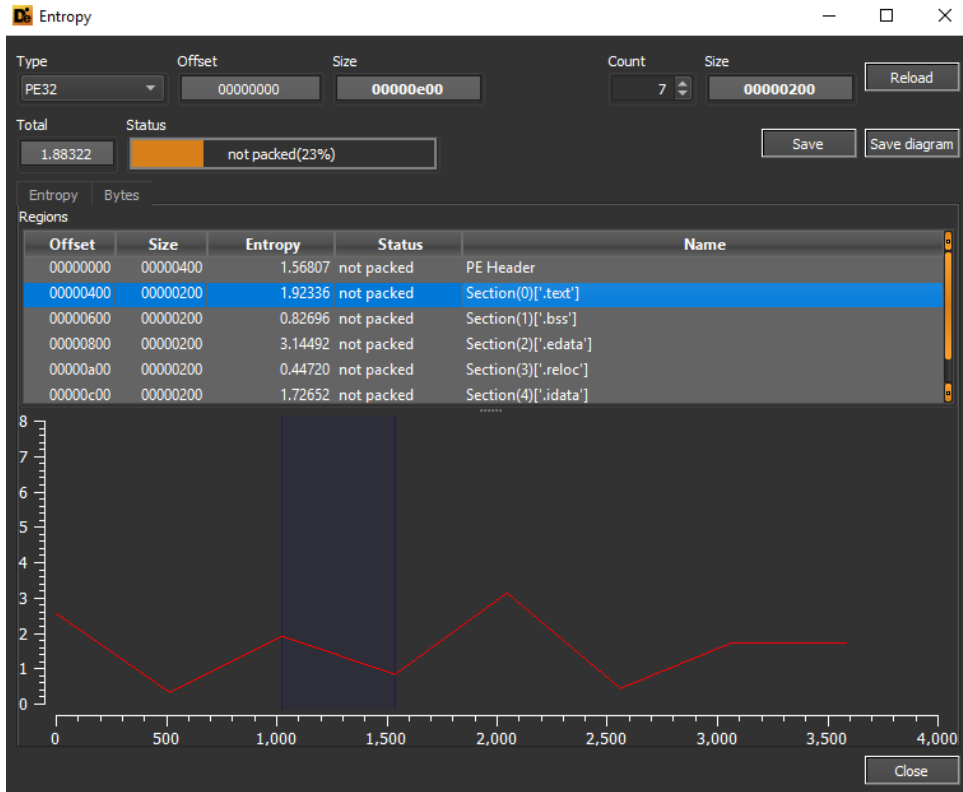 De Entropy
Type Offset Size Count Size
PE32 00000000 00000e00 7 00000200 Reload
Total Status
1.88322 not packed(23%) Save Save diagram
Entropy Bytes
Regions
Offset Size Entropy Status Name
00000000 00000400 1.56807 not packed PE Header
00000400 00000200 1.92336 not packed Section(0)['.text']
00000600 00000200 0.82696 not packed Section(1)['.bss']
00000800 00000200 3.14492 not packed Section(2)['.edata']
00000a00 00000200 0.44720 not packed Section(3)['.reloc']
00000c00 00000200 1.72652 not packed Section(4)['.idata']
8
7
6
5
4
3
2
1
0
0 500 1,000 1,500 2,000 2,500 3,000 3,500 4,000
Close